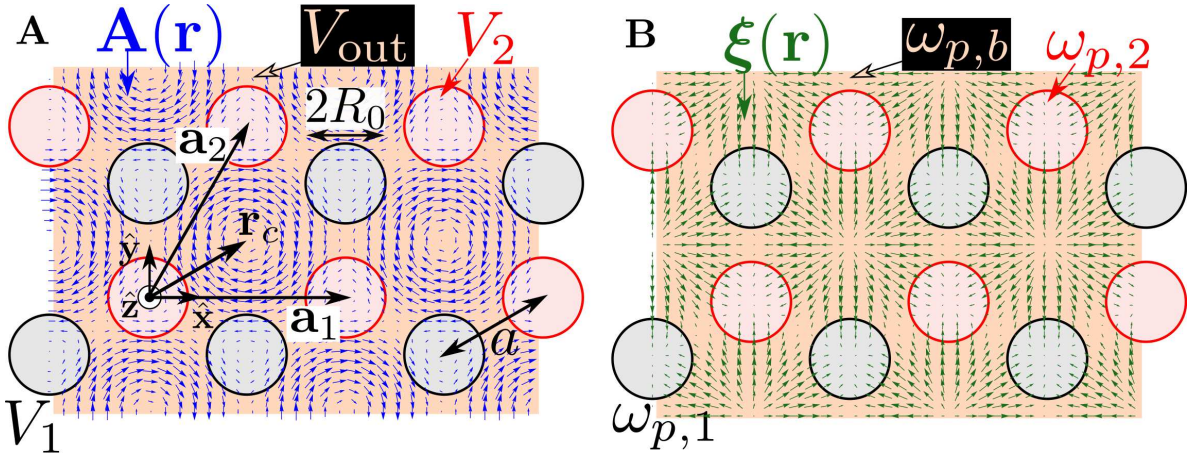 A
A(r)
V_out
V_2
2R_0
a_2
r_c
ŷ
ẑ
x̂
a_1
a
V_1
B
ξ(r)
ω_{p,b}
ω_{p,2}
ω_{p,1}